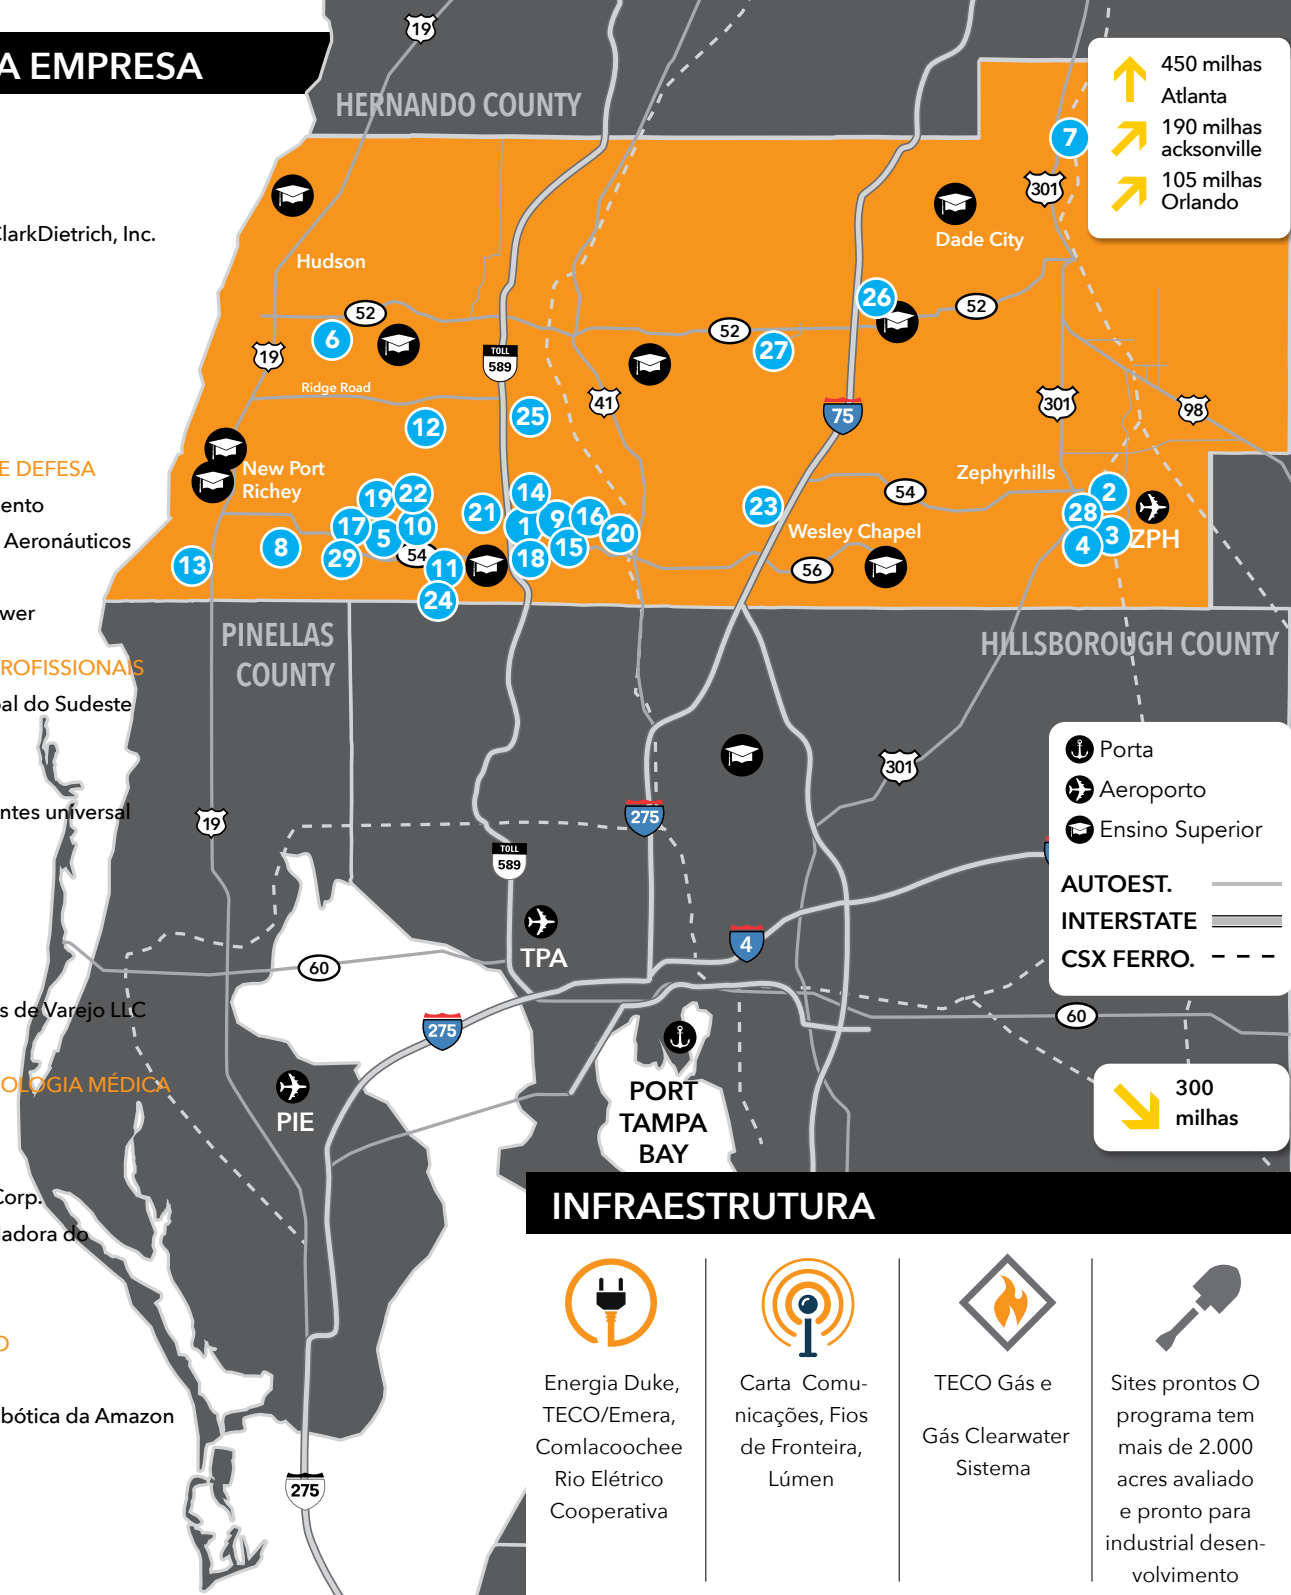 A EMPRESA
ClarkDietrich, Inc.
E DEFESA
ento
Aeronáuticos
wer
ROFISSIONAIS
pal do Sudeste
ntes universal
s de Varejo LLC
OLOGIA MÉDICA
Corp.
ladora do
O
bótica da Amazon
19
HERNANDO COUNTY
450 milhas
Atlanta
190 milhas
acksonville
105 milhas
Orlando
7
301
Dade City
Hudson
52
6
19
Ridge Road
TOLL
589
52
27
26
52
41
75
301
98
12
25
New Port
Richey
19
22
17
5
10
54
29
8
13
11
24
21
14
1
9
16
20
15
18
23
54
Wesley Chapel
56
Zephyrhills
2
28
3
4
ZPH
PINELLAS
COUNTY
HILLSBOROUGH COUNTY
19
301
275
TOLL
589
TPA
4
60
275
60
PIE
PORT
TAMPA
BAY
275
Porta
Aeroporto
Ensino Superior
AUTOEST.
INTERSTATE
CSX FERRO.
300
milhas
INFRAESTRUTURA
Energia Duke,
TECO/Emera,
Comlacoochee
Rio Elétrico
Cooperativa
Carta Comu-
nicações, Fios
de Fronteira,
Lúmen
TECO Gás e
Gás Clearwater
Sistema
Sites prontos O
programa tem
mais de 2.000
acres avaliado
e pronto para
industrial desen-
volvimento